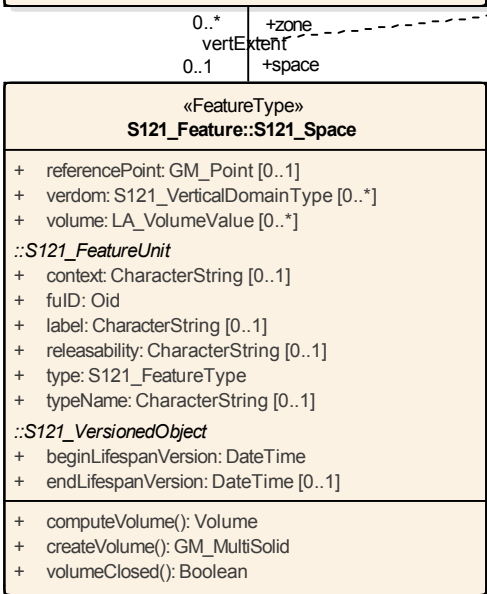 0..*
+zone
vertExtent
0..1
+space
«FeatureType»
S121_Feature::S121_Space
+ referencePoint: GM_Point [0..1]
+ verdom: S121_VerticalDomainType [0..*]
+ volume: LA_VolumeValue [0..*]
::S121_FeatureUnit
+ context: CharacterString [0..1]
+ fuID: Oid
+ label: CharacterString [0..1]
+ releasability: CharacterString [0..1]
+ type: S121_FeatureType
+ typeName: CharacterString [0..1]
::S121_VersionedObject
+ beginLifespanVersion: DateTime
+ endLifespanVersion: DateTime [0..1]
+ computeVolume(): Volume
+ createVolume(): GM_MultiSolid
+ volumeClosed(): Boolean